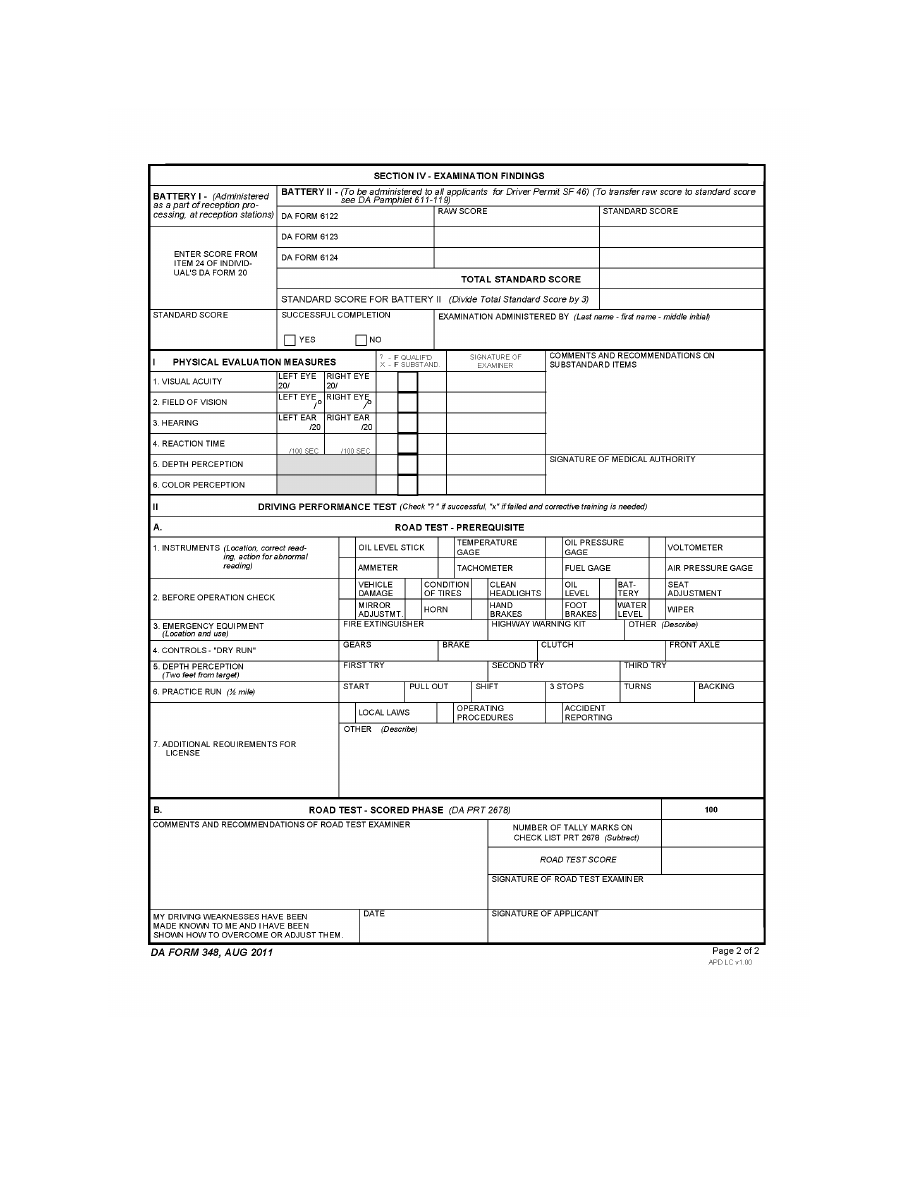 SECTION IV - EXAMINATION FINDINGS
BATTERY I - (Administered
as a part of reception pro-
cessing, at reception stations)
BATTERY II - (To be administered to all applicants for Driver Permit SF 46) (To transfer raw score to standard score
see DA Pamphlet 611-119)
DA FORM 6122
RAW SCORE
STANDARD SCORE
ENTER SCORE FROM
ITEM 24 OF INDIVID-
UAL'S DA FORM 20
DA FORM 6123
DA FORM 6124
TOTAL STANDARD SCORE
STANDARD SCORE FOR BATTERY II (Divide Total Standard Score by 3)
STANDARD SCORE
SUCCESSFUL COMPLETION
YES NO
EXAMINATION ADMINISTERED BY (Last name - first name - middle initial)
I PHYSICAL EVALUATION MEASURES
? - IF QUALIF'D
X - IF SUBSTAND.
SIGNATURE OF
EXAMINER
COMMENTS AND RECOMMENDATIONS ON
SUBSTANDARD ITEMS
1. VISUAL ACUITY
LEFT EYE
20/
RIGHT EYE
20/
2. FIELD OF VISION
LEFT EYE
/º
RIGHT EYE
/º
3. HEARING
LEFT EAR
/20
RIGHT EAR
/20
4. REACTION TIME
/100 SEC
/100 SEC
5. DEPTH PERCEPTION
SIGNATURE OF MEDICAL AUTHORITY
6. COLOR PERCEPTION
II DRIVING PERFORMANCE TEST (Check "?" if successful, "x" if failed and corrective training is needed)
A. ROAD TEST - PREREQUISITE
1. INSTRUMENTS (Location, correct read-
ing, action for abnormal
reading)
OIL LEVEL STICK
TEMPERATURE
GAGE
OIL PRESSURE
GAGE
VOLTOMETER
AMMETER
TACHOMETER
FUEL GAGE
AIR PRESSURE GAGE
2. BEFORE OPERATION CHECK
VEHICLE
DAMAGE
CONDITION
OF TIRES
CLEAN
HEADLIGHTS
OIL
LEVEL
BAT-
TERY
SEAT
ADJUSTMENT
MIRROR
ADJUSTMT.
HORN
HAND
BRAKES
FOOT
BRAKES
WATER
LEVEL
WIPER
3. EMERGENCY EQUIPMENT
(Location and use)
FIRE EXTINGUISHER
HIGHWAY WARNING KIT
OTHER (Describe)
4. CONTROLS - "DRY RUN"
GEARS
BRAKE
CLUTCH
FRONT AXLE
5. DEPTH PERCEPTION
(Two feet from target)
FIRST TRY
SECOND TRY
THIRD TRY
6. PRACTICE RUN (½ mile)
START
PULL OUT
SHIFT
3 STOPS
TURNS
BACKING
7. ADDITIONAL REQUIREMENTS FOR
LICENSE
LOCAL LAWS
OPERATING
PROCEDURES
ACCIDENT
REPORTING
OTHER (Describe)
B. ROAD TEST - SCORED PHASE (DA PRT 2678)
100
COMMENTS AND RECOMMENDATIONS OF ROAD TEST EXAMINER
NUMBER OF TALLY MARKS ON
CHECK LIST PRT 2678 (Subtract)
ROAD TEST SCORE
SIGNATURE OF ROAD TEST EXAMINER
MY DRIVING WEAKNESSES HAVE BEEN
MADE KNOWN TO ME AND I HAVE BEEN
SHOWN HOW TO OVERCOME OR ADJUST THEM.
DATE
SIGNATURE OF APPLICANT
DA FORM 348, AUG 2011
Page 2 of 2
APD LC v1.00